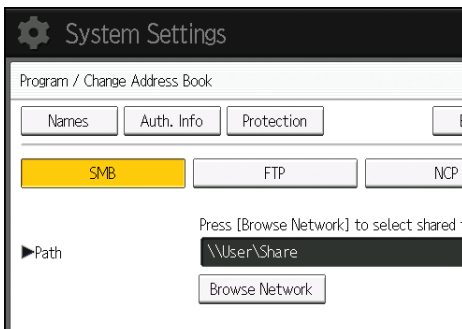 System Settings
Program / Change Address Book
Names Auth. Info Protection
SMB FTP NCP
Press [Browse Network] to select shared
▶Path \\User\Share
Browse Network